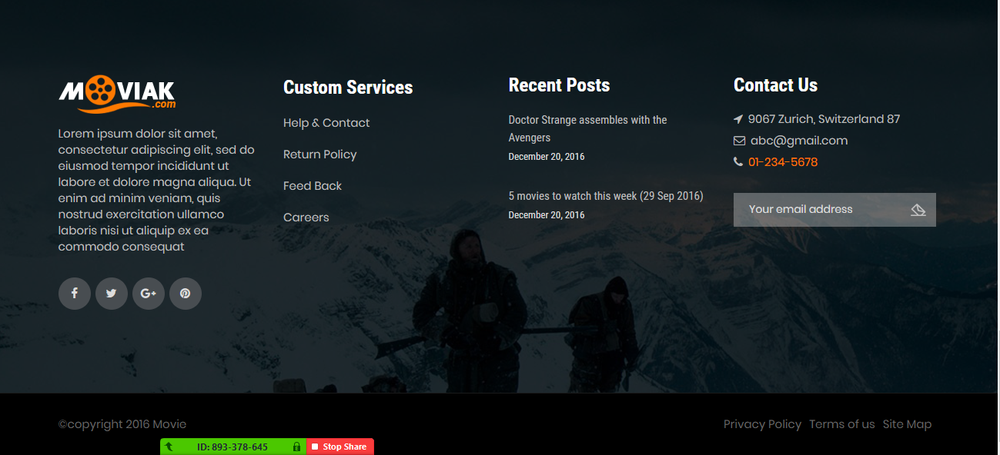 MOVIAK
.com
Lorem ipsum dolor sit amet,
consectetur adipiscing elit, sed do
eiusmod tempor incididunt ut
labore et dolore magna aliqua. Ut
enim ad minim veniam, quis
nostrud exercitation ullamco
laboris nisi ut aliquip ex ea
commodo consequat
Custom Services
Help & Contact
Return Policy
Feed Back
Careers
Recent Posts
Doctor Strange assembles with the
Avengers
December 20, 2016
5 movies to watch this week (29 Sep 2016)
December 20, 2016
Contact Us
9067 Zurich, Switzerland 87
abc@gmail.com
01-234-5678
Your email address
©copyright 2016 Movie
Privacy Policy Terms of us Site Map
ID: 893-378-645
Stop Share